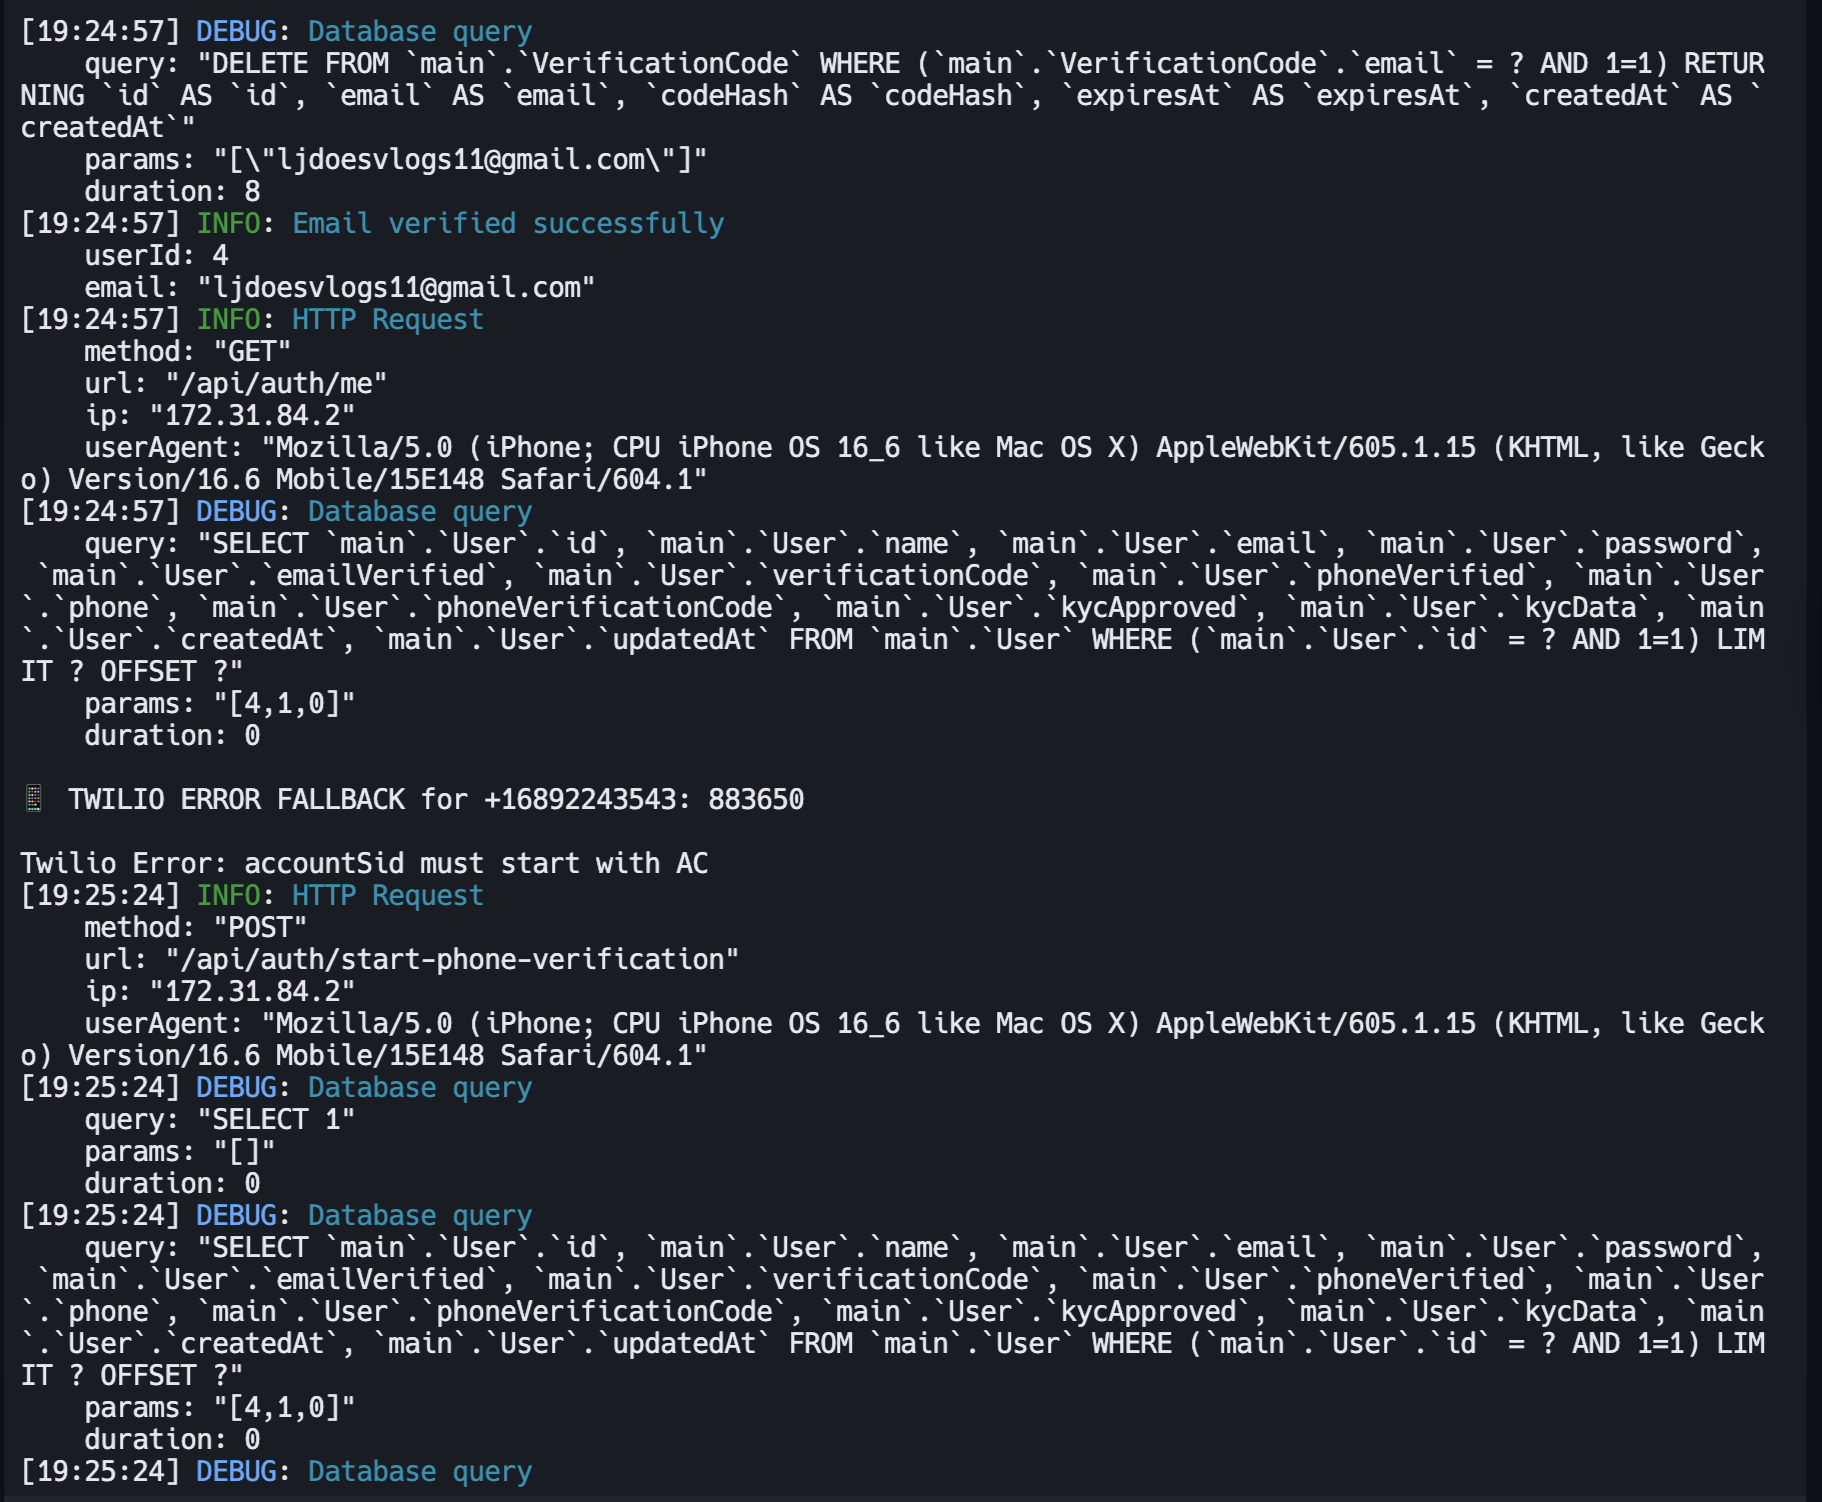 [19:24:57] DEBUG: Database query
    query: "DELETE FROM `main`.`VerificationCode` WHERE (`main`.`VerificationCode`.`email` = ? AND 1=1) RETUR
NING `id` AS `id`, `email` AS `email`, `codeHash` AS `codeHash`, `expiresAt` AS `expiresAt`, `createdAt` AS `
createdAt`"
    params: "[\"ljdoesvlogs11@gmail.com\"]"
    duration: 8
[19:24:57] INFO: Email verified successfully
    userId: 4
    email: "ljdoesvlogs11@gmail.com"
[19:24:57] INFO: HTTP Request
    method: "GET"
    url: "/api/auth/me"
    ip: "172.31.84.2"
    userAgent: "Mozilla/5.0 (iPhone; CPU iPhone OS 16_6 like Mac OS X) AppleWebKit/605.1.15 (KHTML, like Geck
o) Version/16.6 Mobile/15E148 Safari/604.1"
[19:24:57] DEBUG: Database query
    query: "SELECT `main`.`User`.`id`, `main`.`User`.`name`, `main`.`User`.`email`, `main`.`User`.`password`,
 `main`.`User`.`emailVerified`, `main`.`User`.`verificationCode`, `main`.`User`.`phoneVerified`, `main`.`User
`.`phone`, `main`.`User`.`phoneVerificationCode`, `main`.`User`.`kycApproved`, `main`.`User`.`kycData`, `main
`.`User`.`createdAt`, `main`.`User`.`updatedAt` FROM `main`.`User` WHERE (`main`.`User`.`id` = ? AND 1=1) LIM
IT ? OFFSET ?"
    params: "[4,1,0]"
    duration: 0
📱 TWILIO ERROR FALLBACK for +16892243543: 883650
Twilio Error: accountSid must start with AC
[19:25:24] INFO: HTTP Request
    method: "POST"
    url: "/api/auth/start-phone-verification"
    ip: "172.31.84.2"
    userAgent: "Mozilla/5.0 (iPhone; CPU iPhone OS 16_6 like Mac OS X) AppleWebKit/605.1.15 (KHTML, like Geck
o) Version/16.6 Mobile/15E148 Safari/604.1"
[19:25:24] DEBUG: Database query
    query: "SELECT 1"
    params: "[]"
    duration: 0
[19:25:24] DEBUG: Database query
    query: "SELECT `main`.`User`.`id`, `main`.`User`.`name`, `main`.`User`.`email`, `main`.`User`.`password`,
 `main`.`User`.`emailVerified`, `main`.`User`.`verificationCode`, `main`.`User`.`phoneVerified`, `main`.`User
`.`phone`, `main`.`User`.`phoneVerificationCode`, `main`.`User`.`kycApproved`, `main`.`User`.`kycData`, `main
`.`User`.`createdAt`, `main`.`User`.`updatedAt` FROM `main`.`User` WHERE (`main`.`User`.`id` = ? AND 1=1) LIM
IT ? OFFSET ?"
    params: "[4,1,0]"
    duration: 0
[19:25:24] DEBUG: Database query